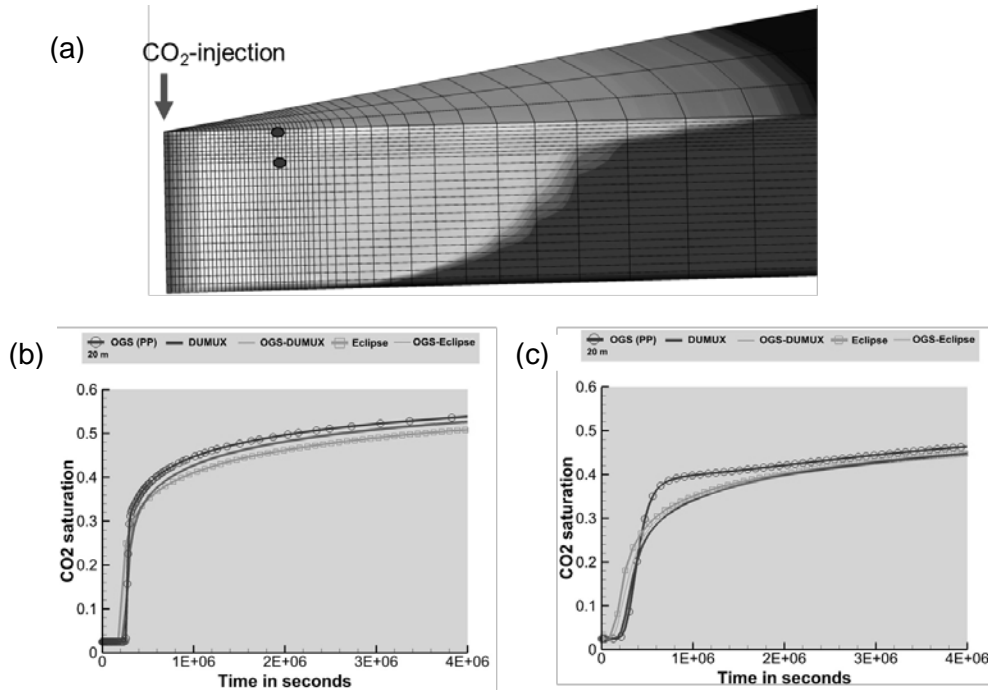 (a)
CO₂-injection
(b)
OGS (PP) DUMUX OGS-DUMUX Eclipse OGS-Eclipse
20 m
0.6
0.5
0.4
0.3
0.2
0.1
0
CO2 saturation
0 1E+06 2E+06 3E+06 4E+06
Time in seconds
(c)
OGS (PP) DUMUX OGS-DUMUX Eclipse OGS-Eclipse
20 m
0.6
0.5
0.4
0.3
0.2
0.1
0
CO2 saturation
0 1E+06 2E+06 3E+06 4E+06
Time in seconds